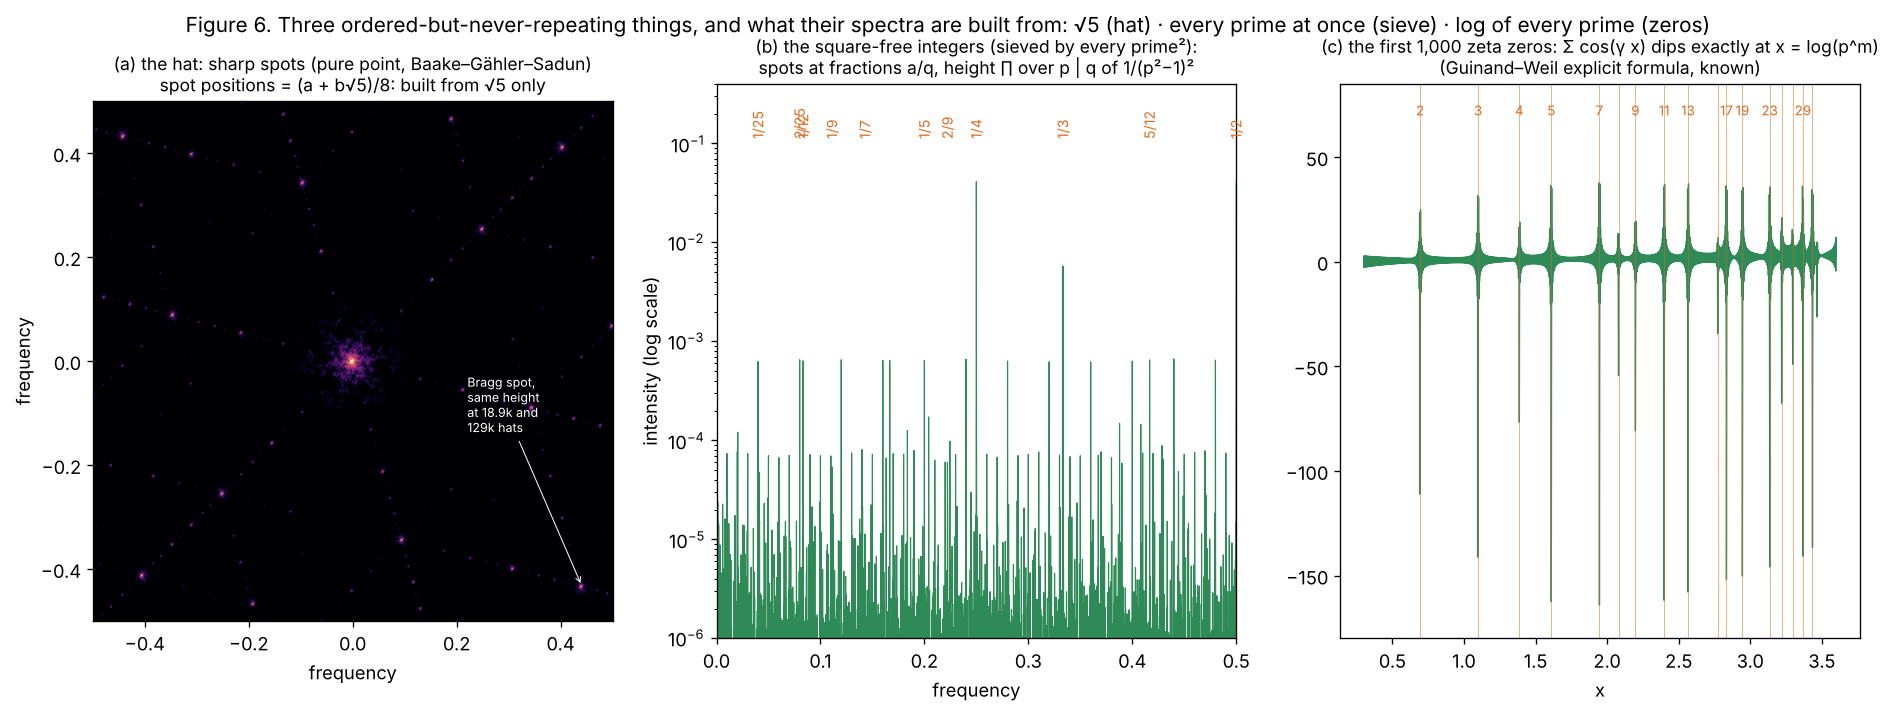 Figure 6. Three ordered-but-never-repeating things, and what their spectra are built from: √5 (hat) · every prime at once (sieve) · log of every prime (zeros)
(a) the hat: sharp spots (pure point, Baake–Gähler–Sadun)
spot positions = (a + b√5)/8: built from √5 only
frequency
0.4
0.2
0.0
−0.2
−0.4
Bragg spot,
same height
at 18.9k and
129k hats
−0.4 −0.2 0.0 0.2 0.4
frequency
(b) the square-free integers (sieved by every prime²):
spots at fractions a/q, height ∏ over p | q of 1/(p²−1)²
intensity (log scale)
10⁻¹
10⁻²
10⁻³
10⁻⁴
10⁻⁵
10⁻⁶
1/25 2/25 1/9 1/7 1/5 2/9 1/4 1/3 5/12 1/2
0.0 0.1 0.2 0.3 0.4 0.5
frequency
(c) the first 1,000 zeta zeros: Σ cos(γ x) dips exactly at x = log(p^m)
(Guinand–Weil explicit formula, known)
2 3 4 5 7 9 11 13 17 19 23 29
50
0
−50
−100
−150
0.5 1.0 1.5 2.0 2.5 3.0 3.5
x